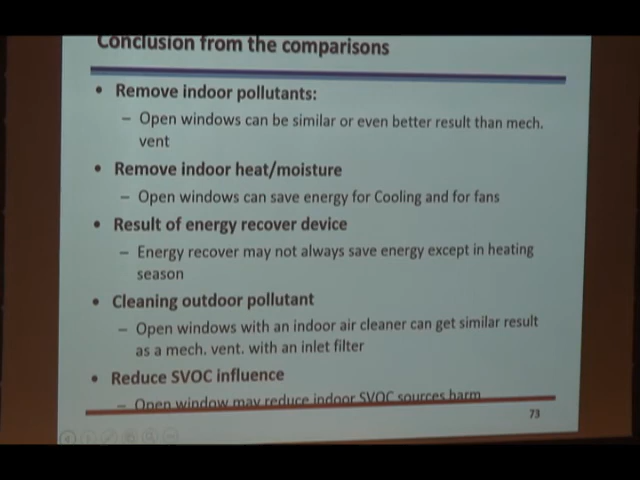 Conclusion from the comparisons
• Remove indoor pollutants:
– Open windows can be similar or even better result than mech.
vent
• Remove indoor heat/moisture
– Open windows can save energy for Cooling and for fans
• Result of energy recover device
– Energy recover may not always save energy except in heating
season
• Cleaning outdoor pollutant
– Open windows with an indoor air cleaner can get similar result
as a mech. vent. with an inlet filter
• Reduce SVOC influence
– Open window may reduce indoor SVOC sources harm
73